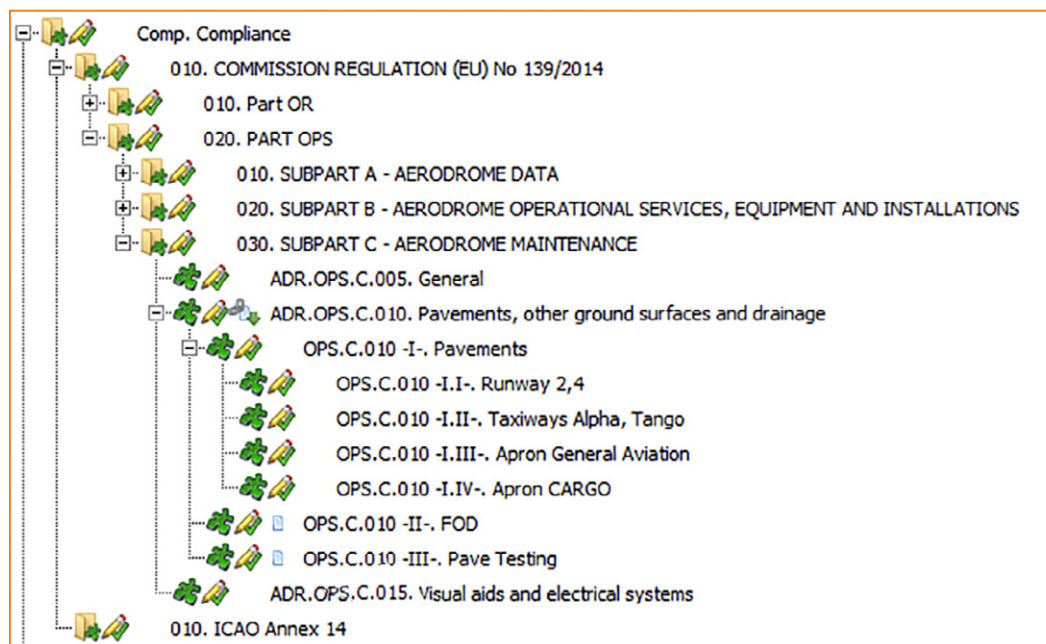 Comp. Compliance
010. COMMISSION REGULATION (EU) No 139/2014
010. Part OR
020. PART OPS
010. SUBPART A - AERODROME DATA
020. SUBPART B - AERODROME OPERATIONAL SERVICES, EQUIPMENT AND INSTALLATIONS
030. SUBPART C - AERODROME MAINTENANCE
ADR.OPS.C.005. General
ADR.OPS.C.010. Pavements, other ground surfaces and drainage
OPS.C.010 -I-. Pavements
OPS.C.010 -I.I-. Runway 2,4
OPS.C.010 -I.II-. Taxiways Alpha, Tango
OPS.C.010 -I.III-. Apron General Aviation
OPS.C.010 -I.IV-. Apron CARGO
OPS.C.010 -II-. FOD
OPS.C.010 -III-. Pave Testing
ADR.OPS.C.015. Visual aids and electrical systems
010. ICAO Annex 14